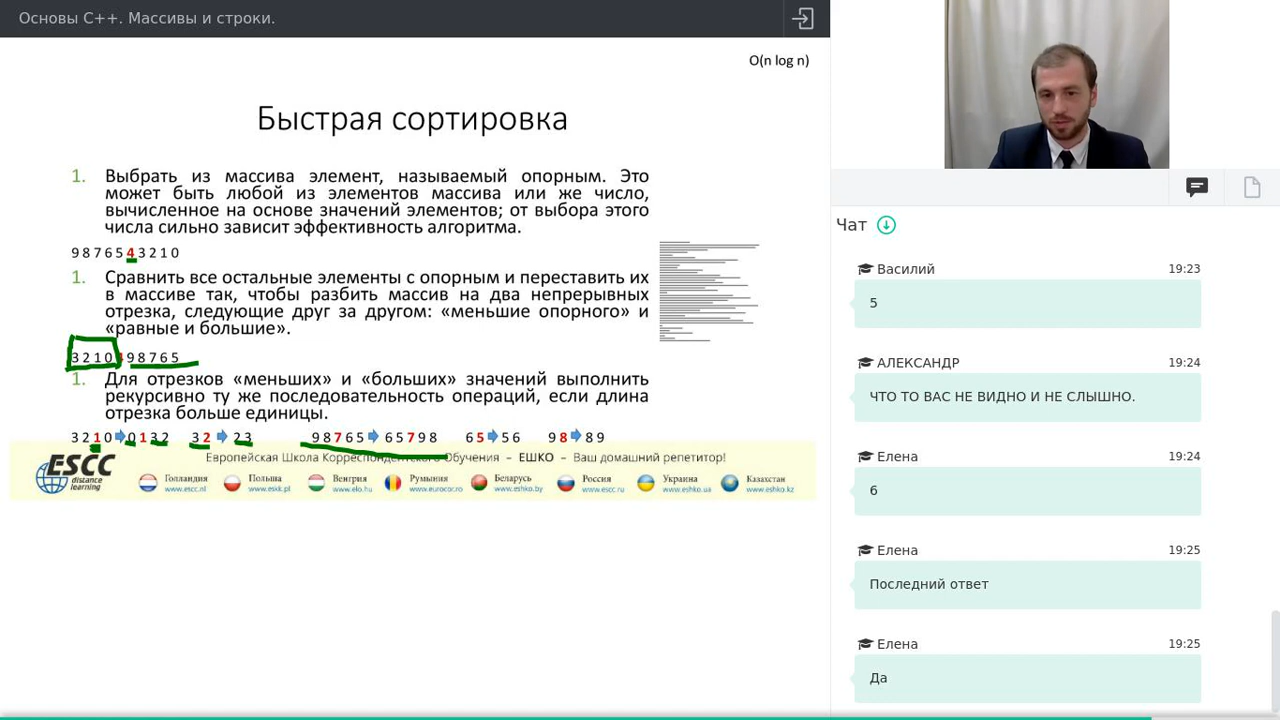 Основы C++. Массивы и строки.
O(n log n)
Быстрая сортировка
1. Выбрать из массива элемент, называемый опорным. Это
может быть любой из элементов массива или же число,
вычисленное на основе значений элементов; от выбора этого
числа сильно зависит эффективность алгоритма.
9 8 7 6 5 4 3 2 1 0
1. Сравнить все остальные элементы с опорным и переставить их
в массиве так, чтобы разбить массив на два непрерывных
отрезка, следующие друг за другом: «меньшие опорного» и
«равные и большие».
3 2 1 0 4 9 8 7 6 5
1. Для отрезков «меньших» и «больших» значений выполнить
рекурсивно ту же последовательность операций, если длина
отрезка больше единицы.
3 2 1 0 0 1 3 2 3 2 2 3 9 8 7 6 5 6 5 7 9 8 6 5 5 6 9 8 8 9
ESCC
distance
learning
Европейская Школа Корреспондентского Обучения – ЕШКО – Ваш домашний репетитор!
Голландия
www.escc.nl
Польша
www.eskk.pl
Венгрия
www.elo.hu
Румыния
www.eurocor.ro
Беларусь
www.eshko.by
Россия
www.escc.ru
Украина
www.eshko.ua
Казахстан
www.eshko.kz
Чат
Василий 19:23
5
АЛЕКСАНДР 19:24
ЧТО ТО ВАС НЕ ВИДНО И НЕ СЛЫШНО.
Елена 19:24
6
Елена 19:25
Последний ответ
Елена 19:25
Да